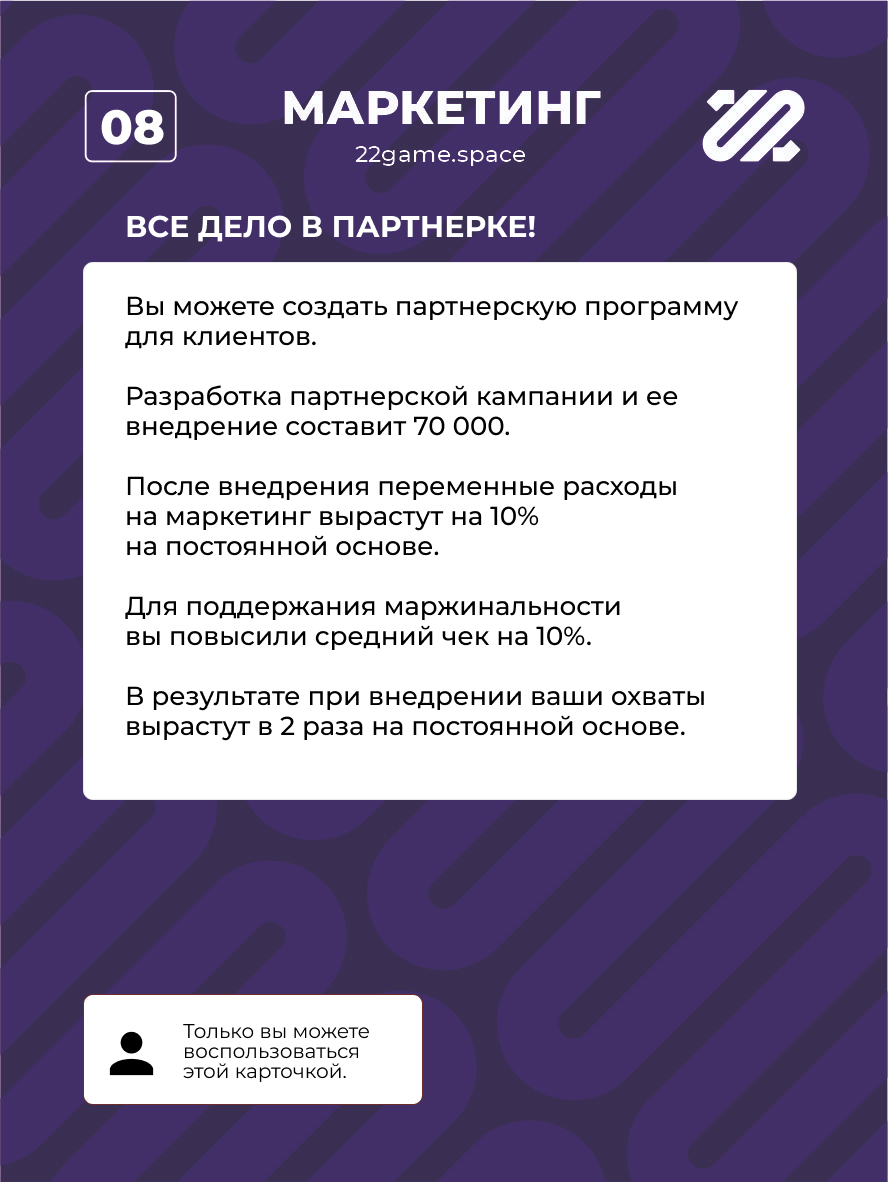 08
МАРКЕТИНГ
22game.space
ВСЕ ДЕЛО В ПАРТНЕРКЕ!
Вы можете создать партнерскую программу
для клиентов.
Разработка партнерской кампании и ее
внедрение составит 70 000.
После внедрения переменные расходы
на маркетинг вырастут на 10%
на постоянной основе.
Для поддержания маржинальности
вы повысили средний чек на 10%.
В результате при внедрении ваши охваты
вырастут в 2 раза на постоянной основе.
Только вы можете
воспользоваться
этой карточкой.